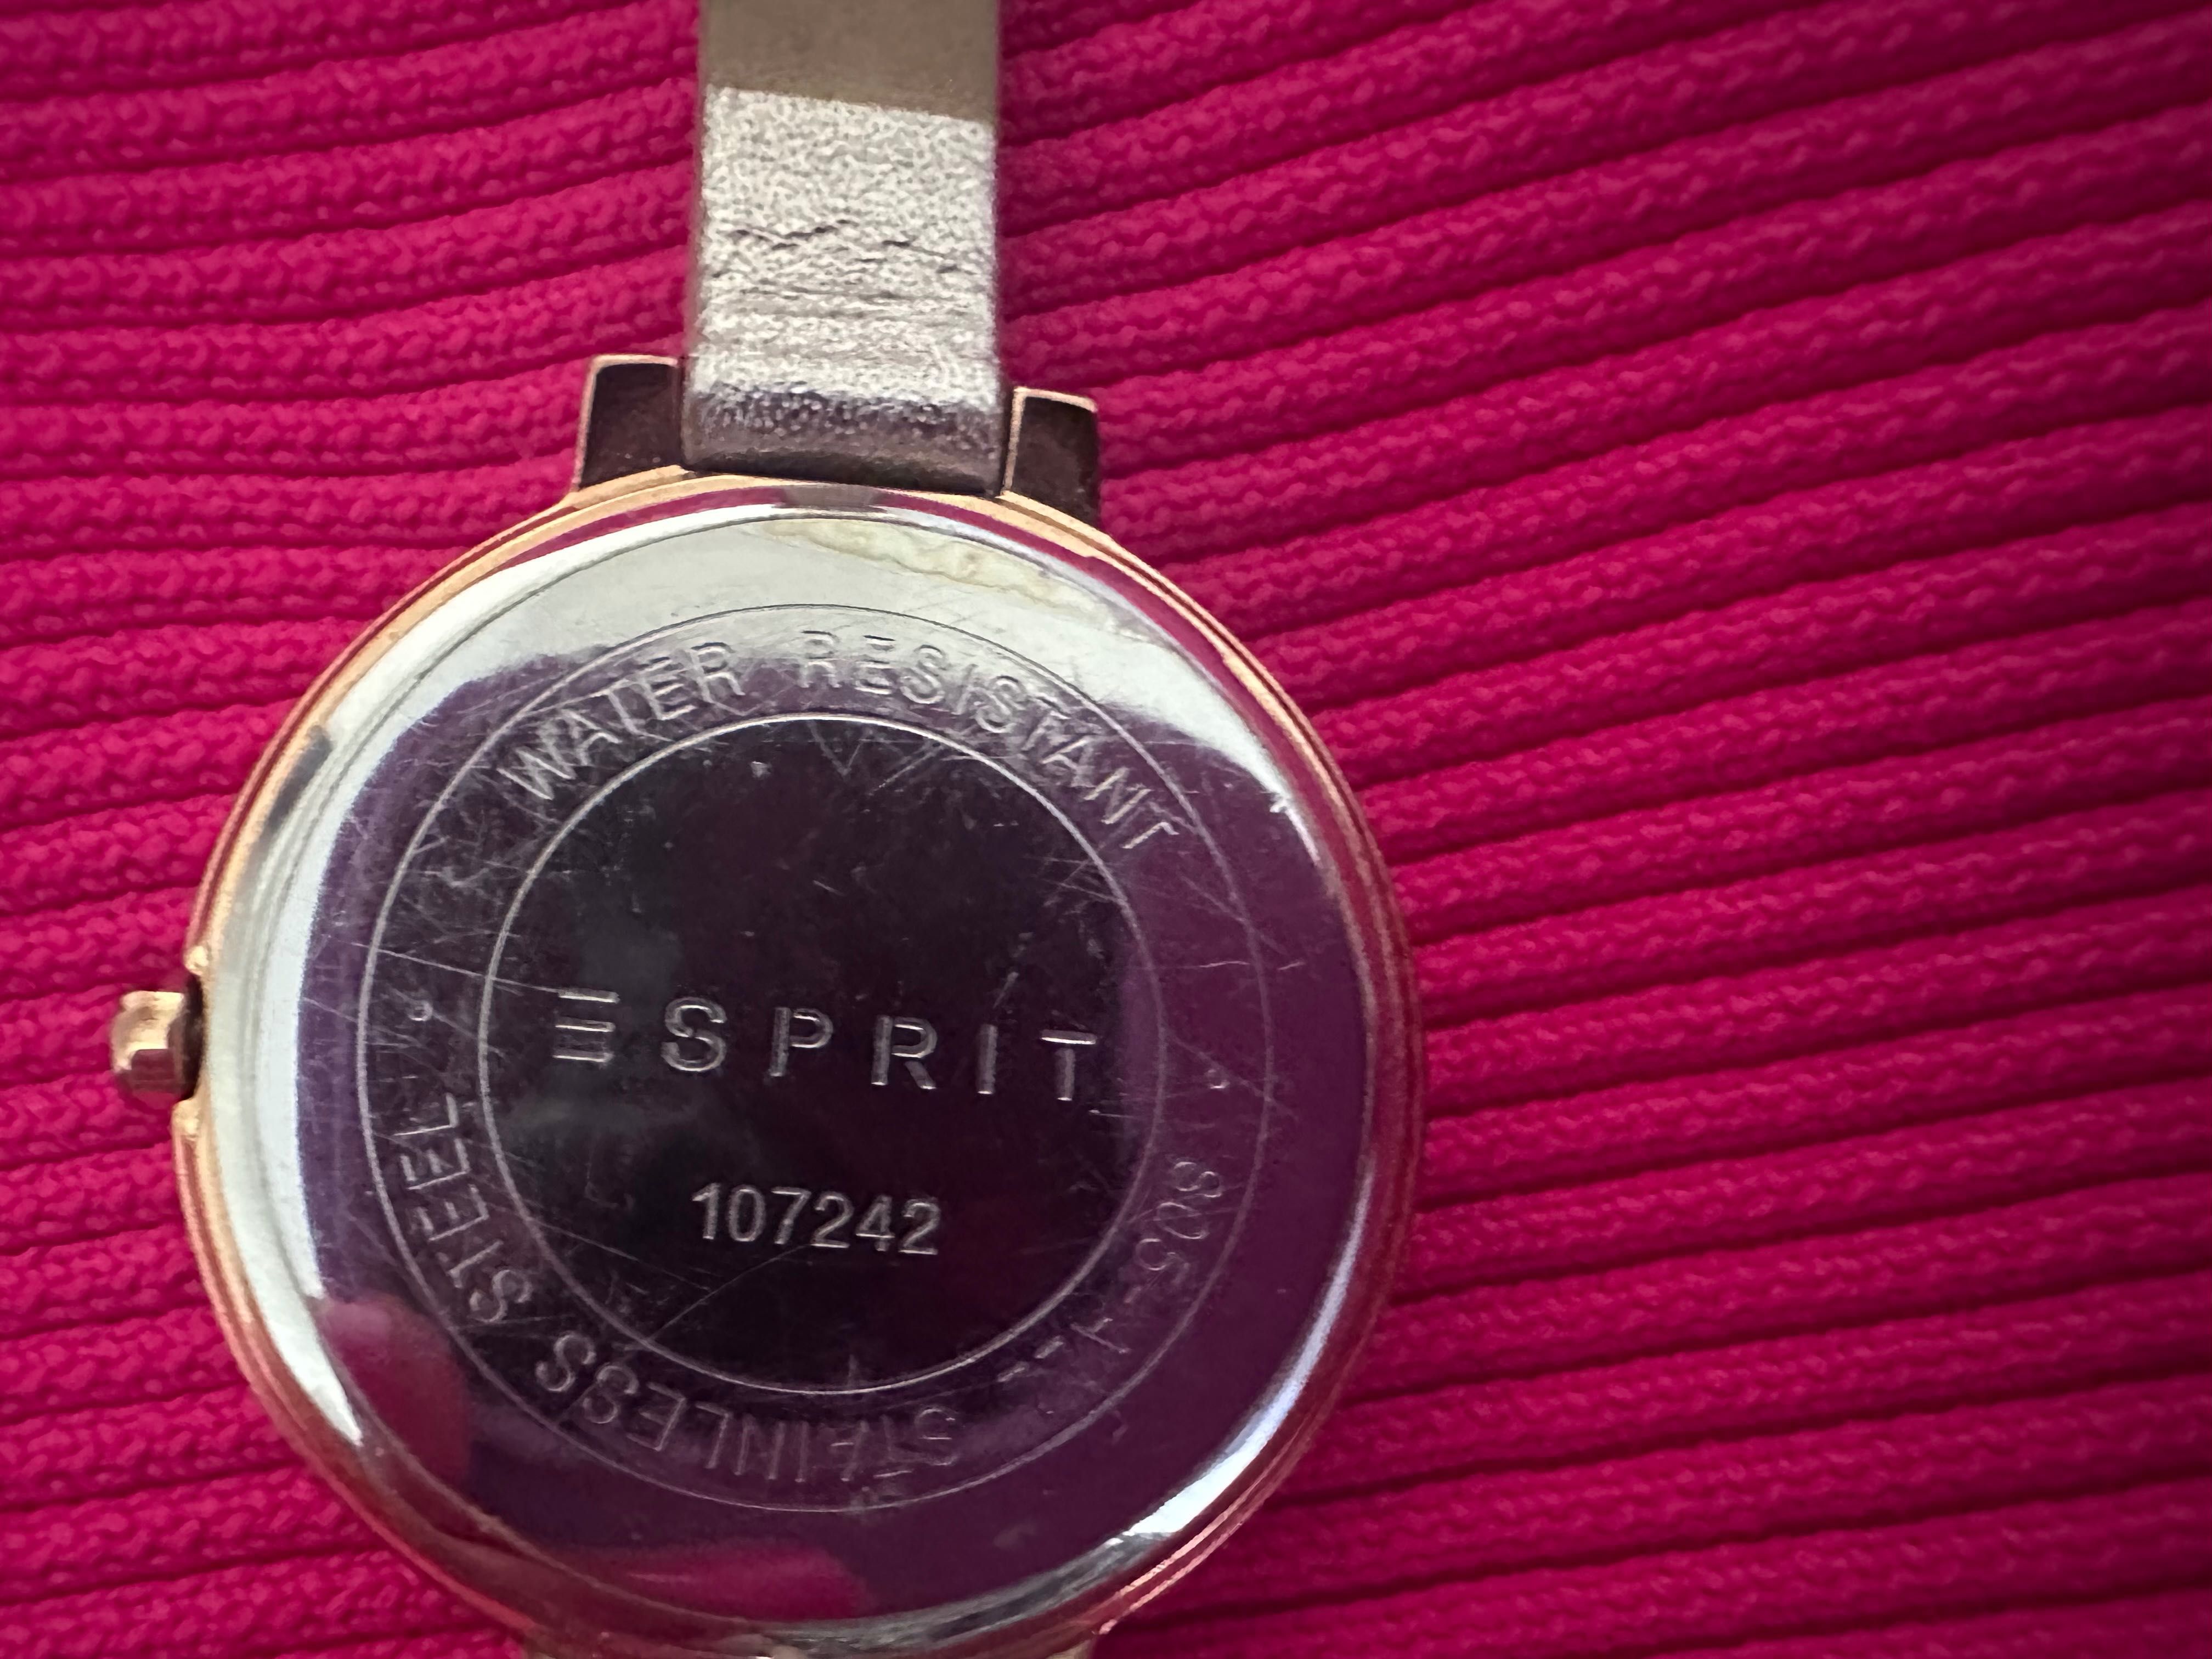 WATER RESISTANT
ESPRIT
107242
STAINLESS STEEL